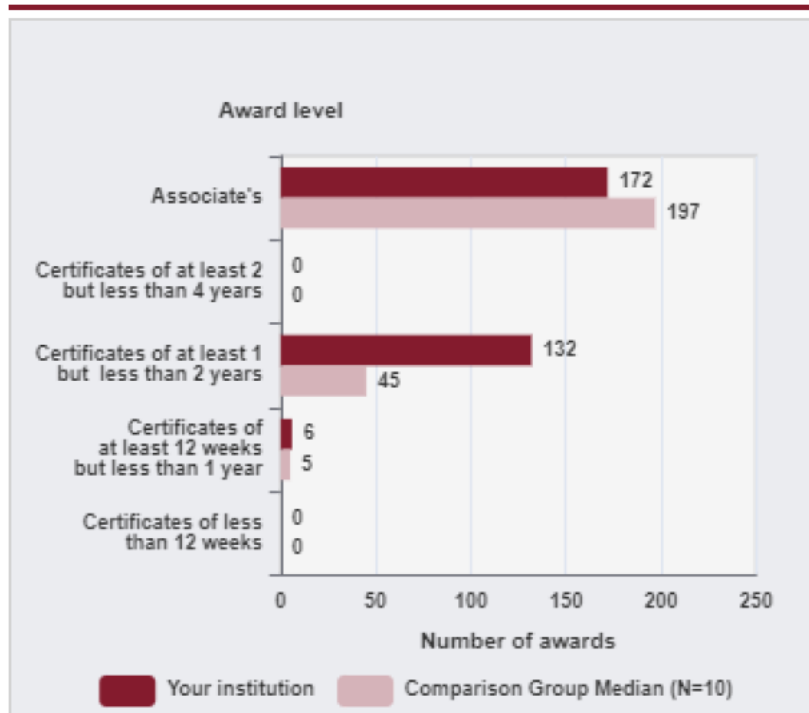 Award level
Associate's
172
197
Certificates of at least 2
but less than 4 years
0
0
Certificates of at least 1
but less than 2 years
132
45
Certificates of
at least 12 weeks
but less than 1 year
6
5
Certificates of less
than 12 weeks
0
0
0 50 100 150 200 250
Number of awards
Your institution Comparison Group Median (N=10)